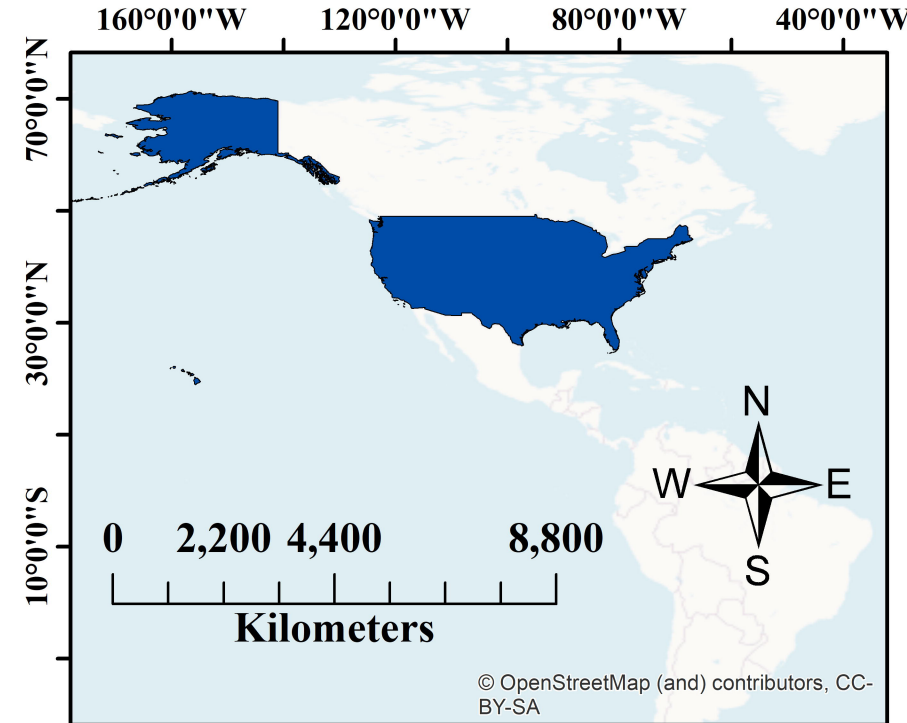 160°0'0"W 120°0'0"W 80°0'0"W 40°0'0"W
70°0'0"N
30°0'0"N
10°0'0"S
N
W E
S
0 2,200 4,400 8,800
Kilometers
© OpenStreetMap (and) contributors, CC-
BY-SA